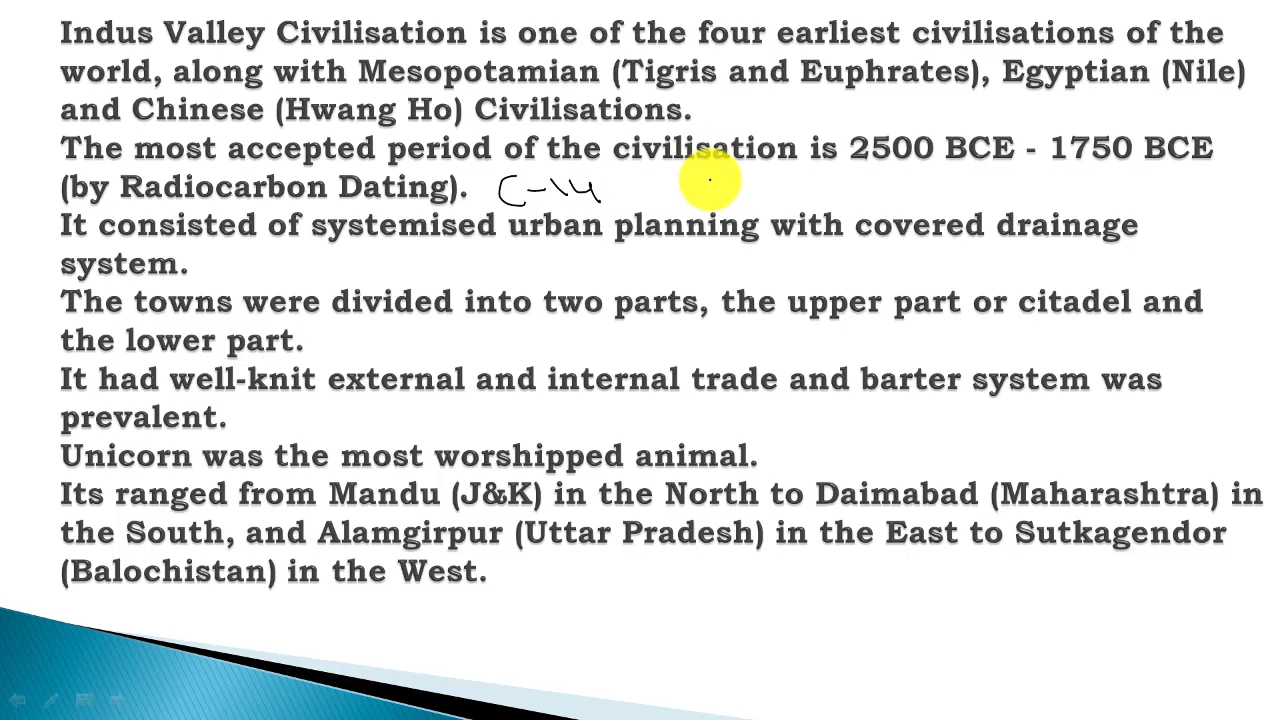 Indus Valley Civilisation is one of the four earliest civilisations of the
world, along with Mesopotamian (Tigris and Euphrates), Egyptian (Nile)
and Chinese (Hwang Ho) Civilisations.
The most accepted period of the civilisation is 2500 BCE - 1750 BCE
(by Radiocarbon Dating). C-14
It consisted of systemised urban planning with covered drainage
system.
The towns were divided into two parts, the upper part or citadel and
the lower part.
It had well-knit external and internal trade and barter system was
prevalent.
Unicorn was the most worshipped animal.
Its ranged from Mandu (J&K) in the North to Daimabad (Maharashtra) in
the South, and Alamgirpur (Uttar Pradesh) in the East to Sutkagendor
(Balochistan) in the West.